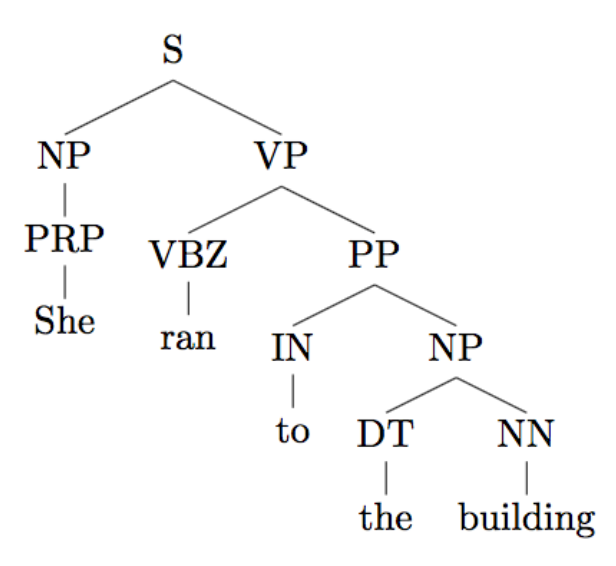 S
NP VP
PRP VBZ PP
She ran IN NP
to DT NN
the building